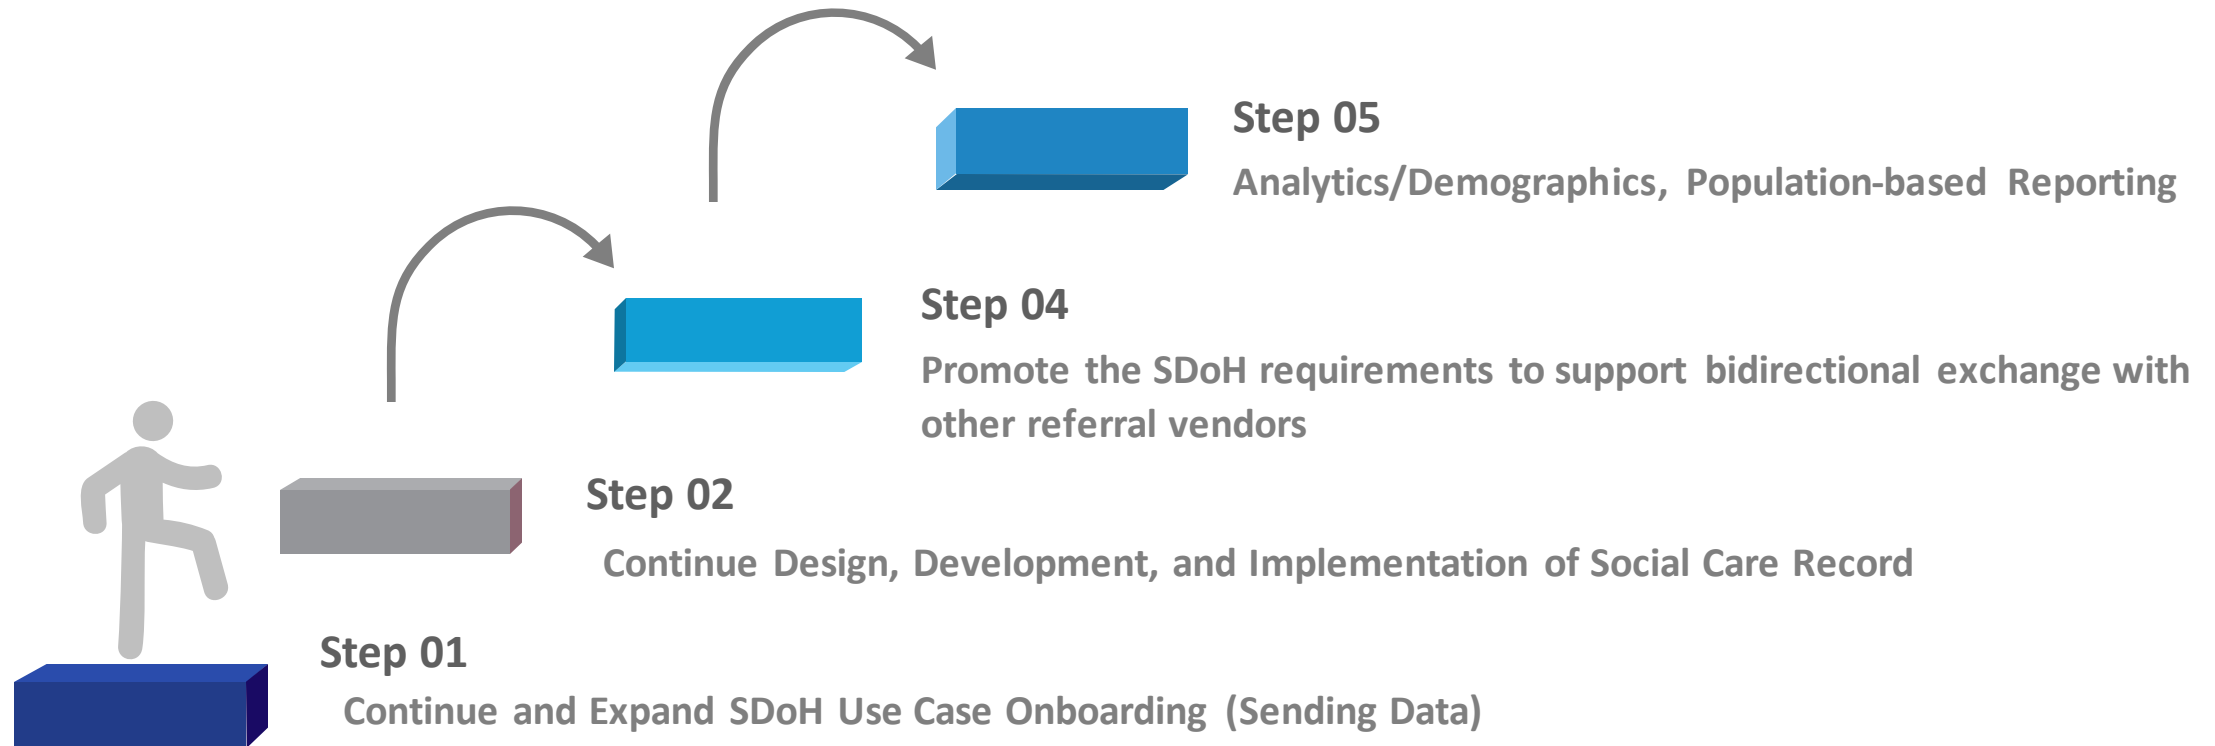 Step 05
Analytics/Demographics, Population-based Reporting
Step 04
Promote the SDoH requirements to support bidirectional exchange with
other referral vendors
Step 02
Continue Design, Development, and Implementation of Social Care Record
Step 01
Continue and Expand SDoH Use Case Onboarding (Sending Data)